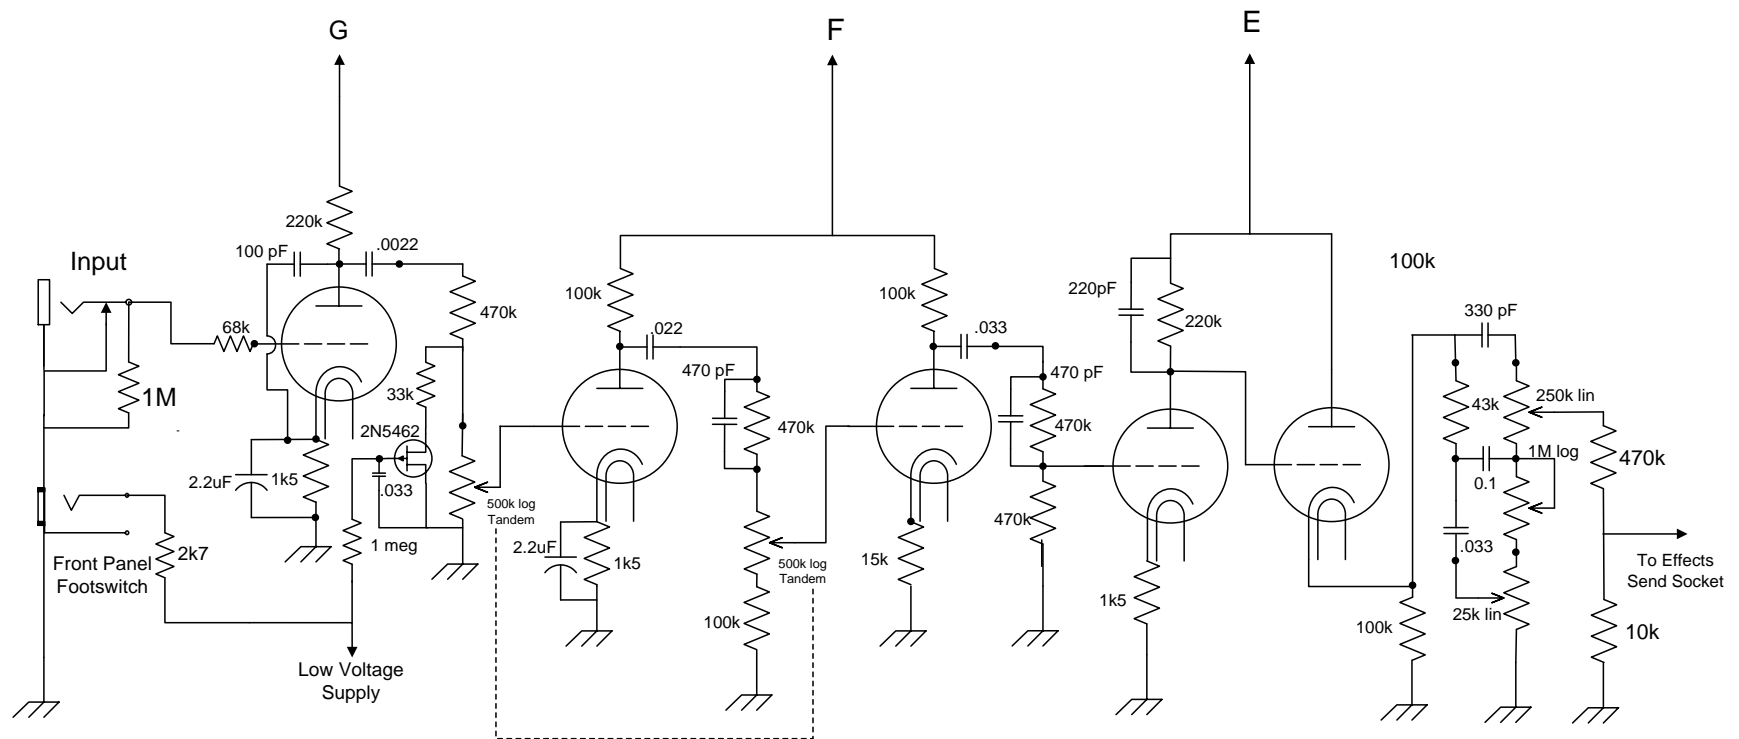 G
F
E
220k
100 pF
.0022
Input
68k
470k
1M
33k
2N5462
2.2uF
1k5
.033
500k log
Tandem
1 meg
Front Panel
Footswitch
2k7
Low Voltage
Supply
100k
.022
470 pF
470k
2.2uF
1k5
500k log
Tandem
100k
100k
.033
470 pF
470k
15k
470k
220pF
220k
1k5
100k
330 pF
43k
250k lin
1M log
0.1
470k
.033
25k lin
100k
10k
To Effects
Send Socket